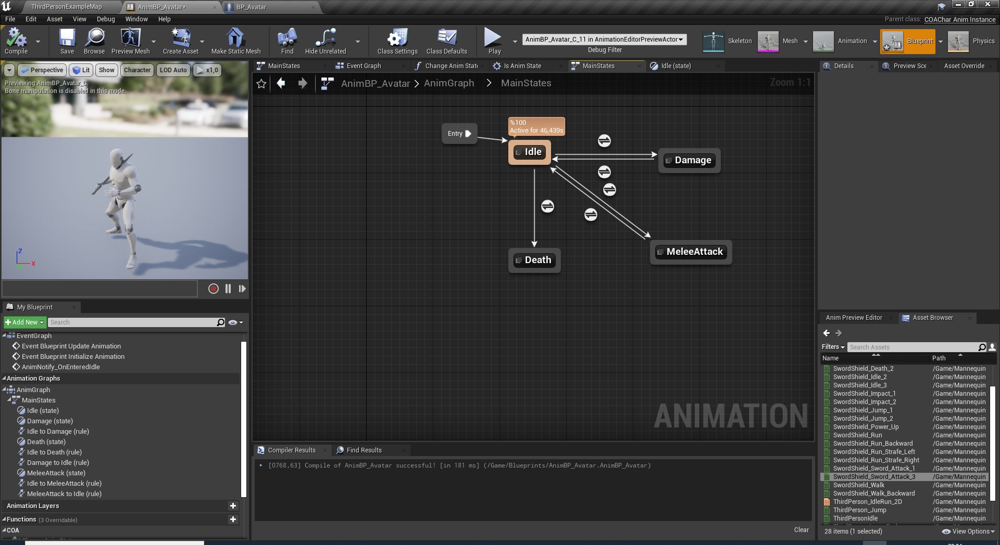 ThirdPersonExampleMap
AnimBP_Avatar*
BP_Avatar
File Edit Asset View Debug Window Help
Parent class: COAChar Anim Instance
Compile
Save
Browse
Preview Mesh
Create Asset
Make Static Mesh
Find
Hide Unrelated
Class Settings
Class Defaults
Play
AnimBP_Avatar_C_11 in AnimationEditorPreviewActor
Debug Filter
Skeleton
Mesh
Animation
Blueprint
Physics
Perspective
Lit
Show
Character
LOD Auto
x1,0
Previewing AnimBP_Avatar_C.
Bone manipulation is disabled in this mode.
Z
X
MainStates
Event Graph
Change Anim Stat
Is Anim State
MainStates
Idle (state)
AnimBP_Avatar > AnimGraph > MainStates
Zoom 1:1
Entry
%100
Active for 46,439s
Idle
Damage
Death
MeleeAttack
ANIMATION
Details
Preview Sce
Asset Override
My Blueprint
Add New
Search
EventGraph
Event Blueprint Update Animation
Event Blueprint Initialize Animation
AnimNotify_OnEnteredIdle
Animation Graphs
AnimGraph
MainStates
Idle (state)
Damage (state)
Idle to Damage (rule)
Death (state)
Idle to Death (rule)
Damage to Idle (rule)
MeleeAttack (state)
Idle to MeleeAttack (rule)
MeleeAttack to Idle (rule)
Animation Layers
Functions (3 Overridable)
COA
Compiler Results
Find Results
[0768,63] Compile of AnimBP_Avatar successful! [in 181 ms] (/Game/Blueprints/AnimBP_Avatar.AnimBP_Avatar)
Clear
Anim Preview Editor
Asset Browser
Filters
Search Assets
Name Path
SwordShield_Death_2 /Game/Mannequin
SwordShield_Idle_2 /Game/Mannequin
SwordShield_Idle_3 /Game/Mannequin
SwordShield_Impact_1 /Game/Mannequin
SwordShield_Impact_2 /Game/Mannequin
SwordShield_Jump_1 /Game/Mannequin
SwordShield_Jump_2 /Game/Mannequin
SwordShield_Power_Up /Game/Mannequin
SwordShield_Run /Game/Mannequin
SwordShield_Run_Backward /Game/Mannequin
SwordShield_Run_Strafe_Left /Game/Mannequin
SwordShield_Run_Strafe_Right /Game/Mannequin
SwordShield_Sword_Attack_1 /Game/Mannequin
SwordShield_Sword_Attack_3 /Game/Mannequin
SwordShield_Walk /Game/Mannequin
SwordShield_Walk_Backward /Game/Mannequin
ThirdPerson_IdleRun_2D /Game/Mannequin
ThirdPerson_Jump /Game/Mannequin
ThirdPersonIdle /Game/Mannequin
28 items (1 selected)
View Options